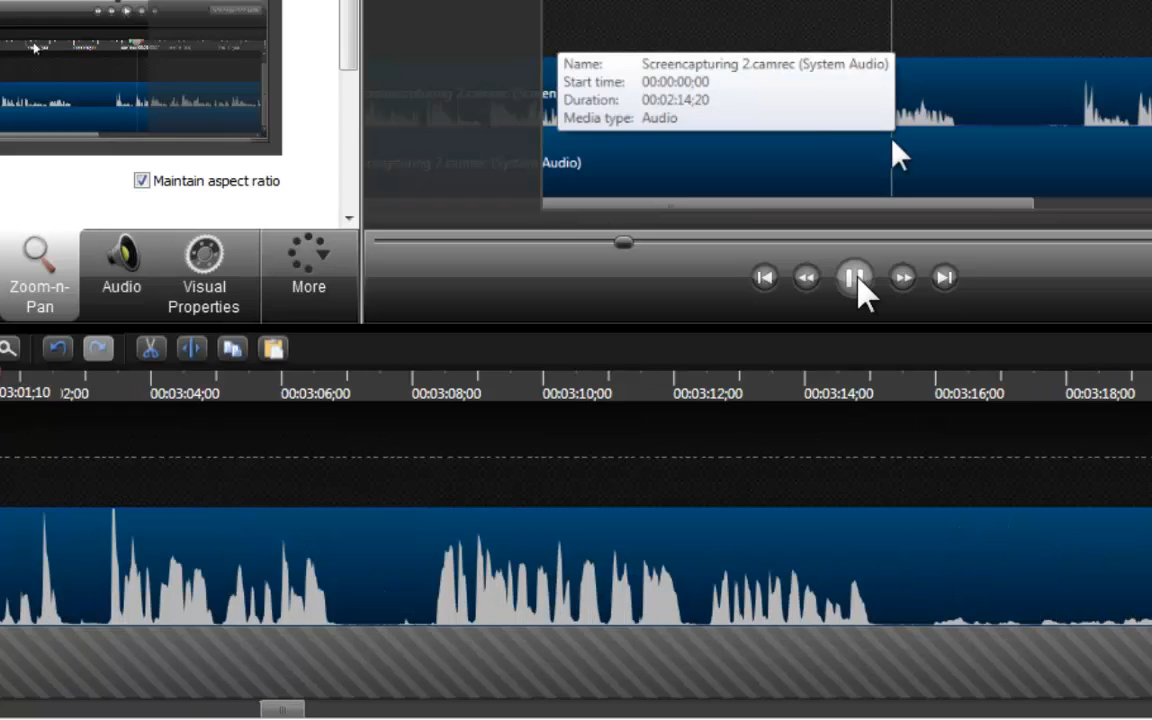 Name: Screencapturing 2.camrec (System Audio)
Start time: 00:00:00;00
Duration: 00:02:14;20
Media type: Audio
Audio)
Maintain aspect ratio
Zoom-n-Pan
Audio
Visual Properties
More
03:01;10
2;00
00:03:04;00
00:03:06;00
00:03:08;00
00:03:10;00
00:03:12;00
00:03:14;00
00:03:16;00
00:03:18;00